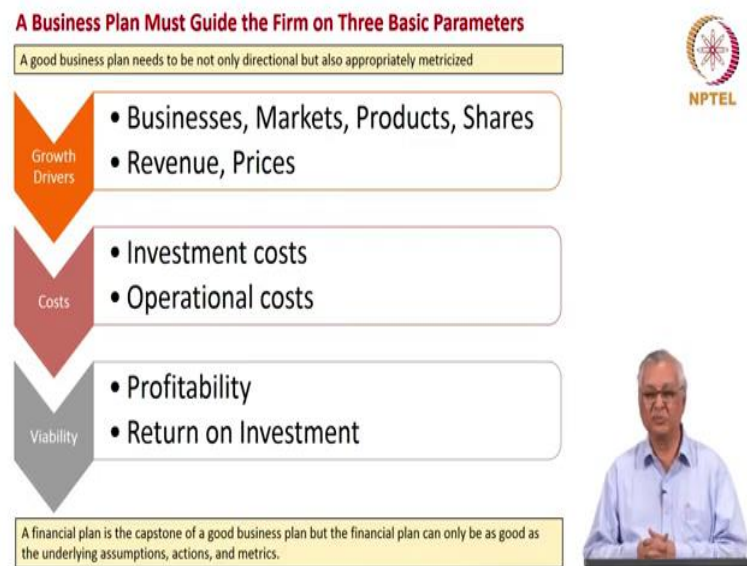 A Business Plan Must Guide the Firm on Three Basic Parameters
A good business plan needs to be not only directional but also appropriately metricized
NPTEL
Growth
Drivers
• Businesses, Markets, Products, Shares
• Revenue, Prices
Costs
• Investment costs
• Operational costs
Viability
• Profitability
• Return on Investment
A financial plan is the capstone of a good business plan but the financial plan can only be as good as
the underlying assumptions, actions, and metrics.